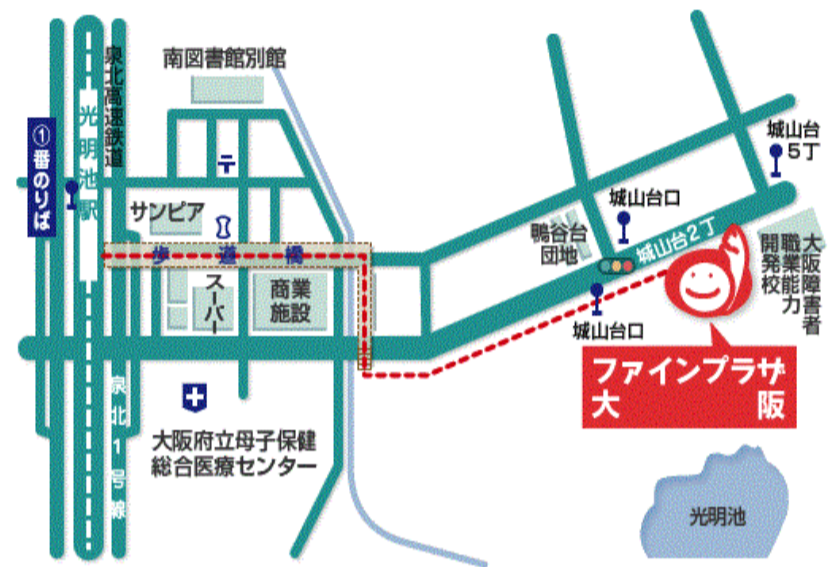 南図書館別館
泉北高速鉄道
光明池駅
①番のりば
〒
サンピア
歩道橋
スーパー
商業
施設
城山台
5丁
城山台口
鴨谷台
団地
城山台2丁
城山台口
大阪障害者
職業能力
開発校
ファインプラザ
大阪
泉北1号線
大阪府立母子保健
総合医療センター
光明池